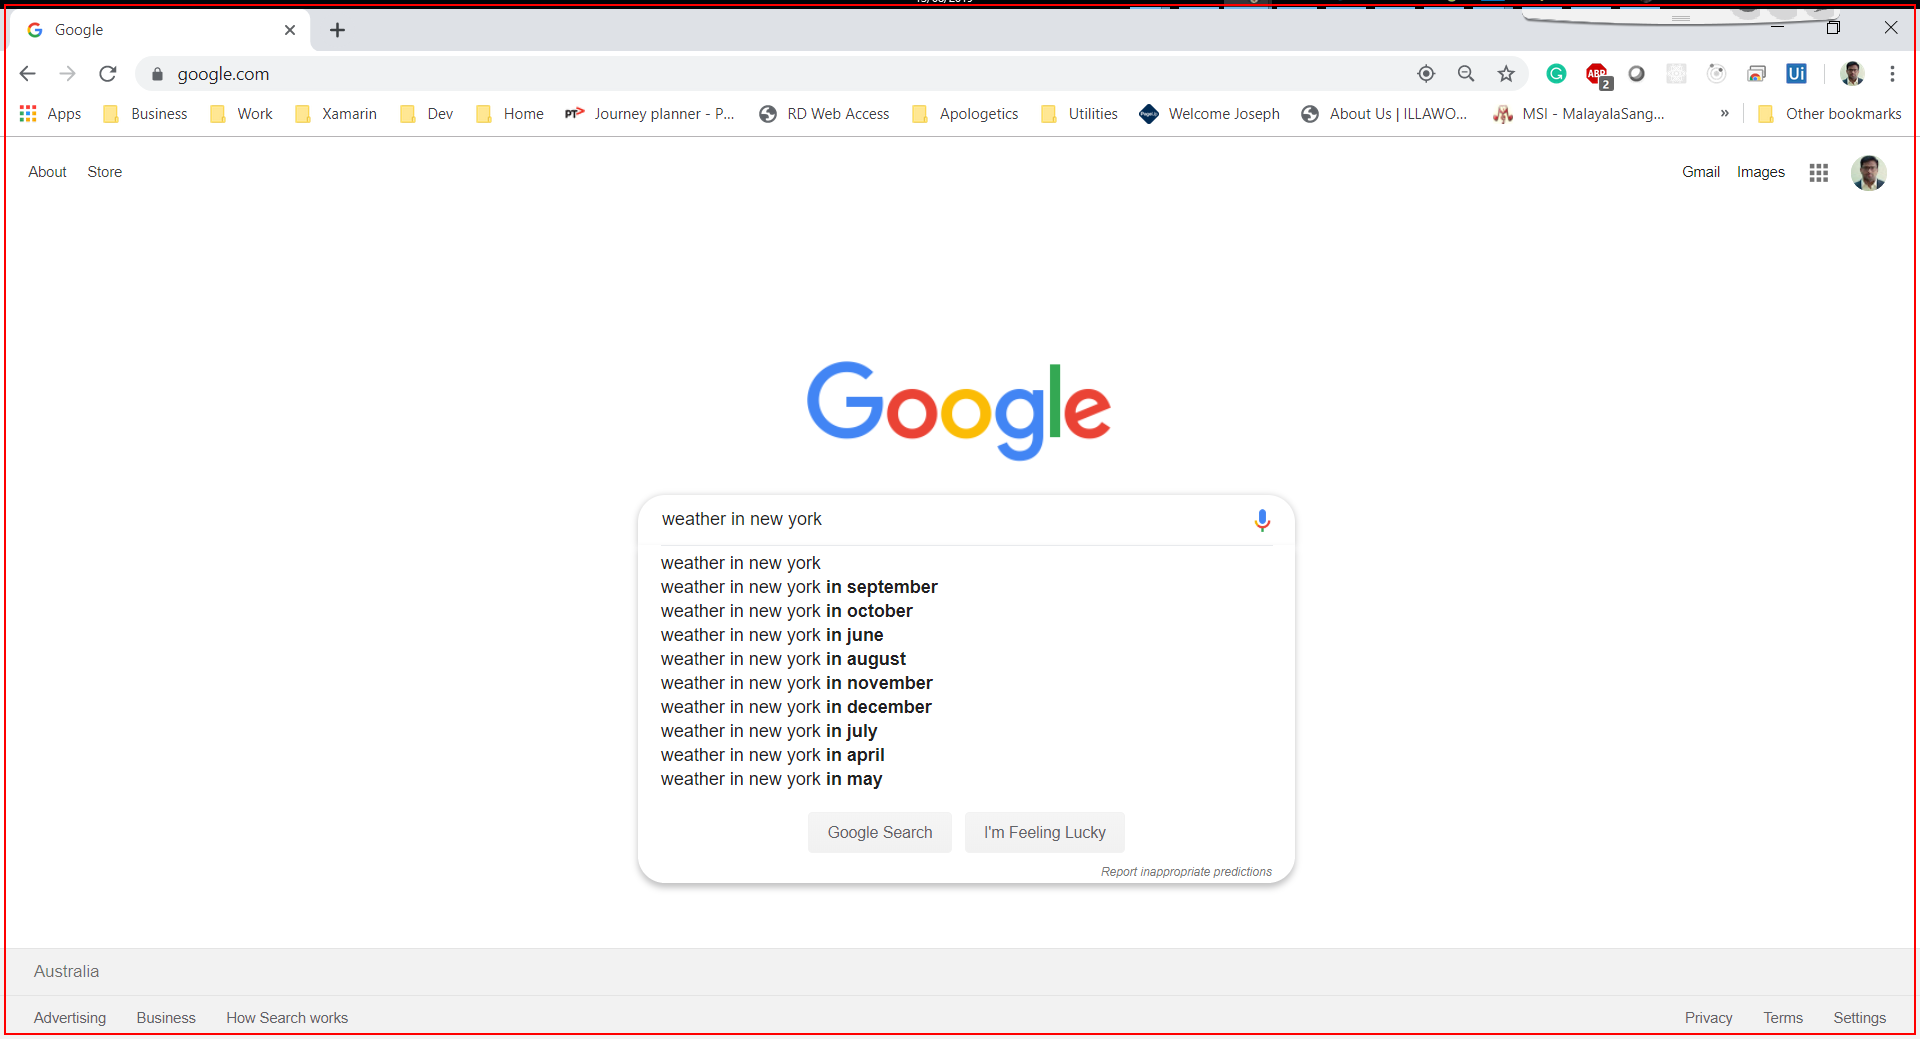 Google
google.com
ABP
2
Ui
Apps
Business
Work
Xamarin
Dev
Home
PT>
Journey planner - P...
RD Web Access
Apologetics
Utilities
Welcome Joseph
About Us | ILLAWO...
MSI - MalayalaSang...
»
Other bookmarks
About
Store
Gmail
Images
Google
weather in new york
weather in new york
weather in new york in september
weather in new york in october
weather in new york in june
weather in new york in august
weather in new york in november
weather in new york in december
weather in new york in july
weather in new york in april
weather in new york in may
Google Search
I'm Feeling Lucky
Report inappropriate predictions
Australia
Advertising
Business
How Search works
Privacy
Terms
Settings